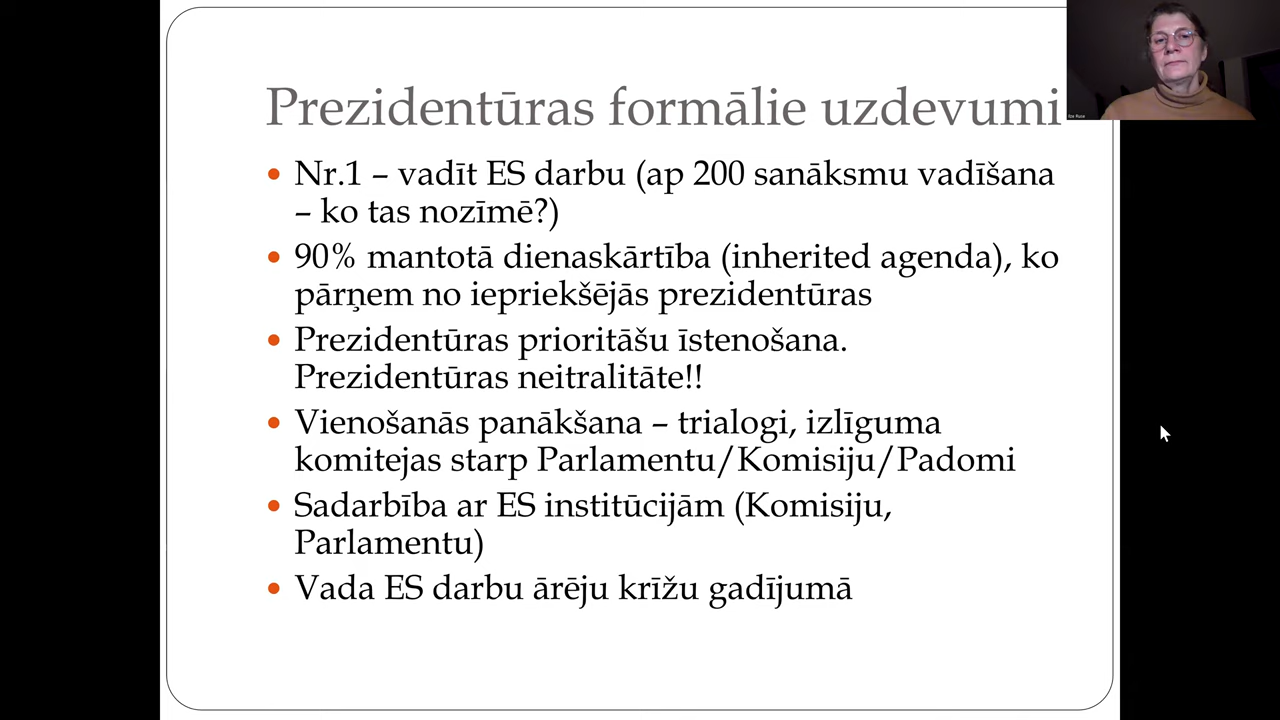 Prezidentūras formālie uzdevumi
• Nr.1 – vadīt ES darbu (ap 200 sanāksmu vadīšana
– ko tas nozīmē?)
• 90% mantotā dienaskārtība (inherited agenda), ko
pārņem no iepriekšējās prezidentūras
• Prezidentūras prioritāšu īstenošana.
Prezidentūras neitralitāte!!
• Vienošanās panākšana – trialogi, izlīguma
komitejas starp Parlamentu/Komisiju/Padomi
• Sadarbība ar ES institūcijām (Komisiju,
Parlamentu)
• Vada ES darbu ārēju krīžu gadījumā
Ilze Ruse